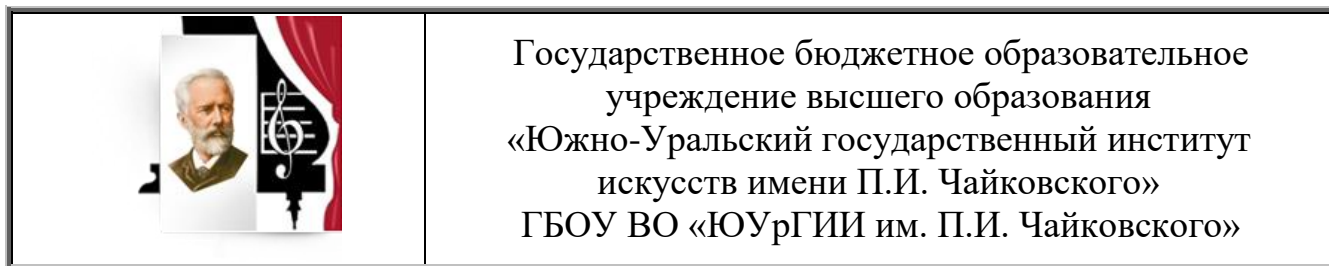 Государственное бюджетное образовательное
учреждение высшего образования
«Южно-Уральский государственный институт
искусств имени П.И. Чайковского»
ГБОУ ВО «ЮУрГИИ им. П.И. Чайковского»